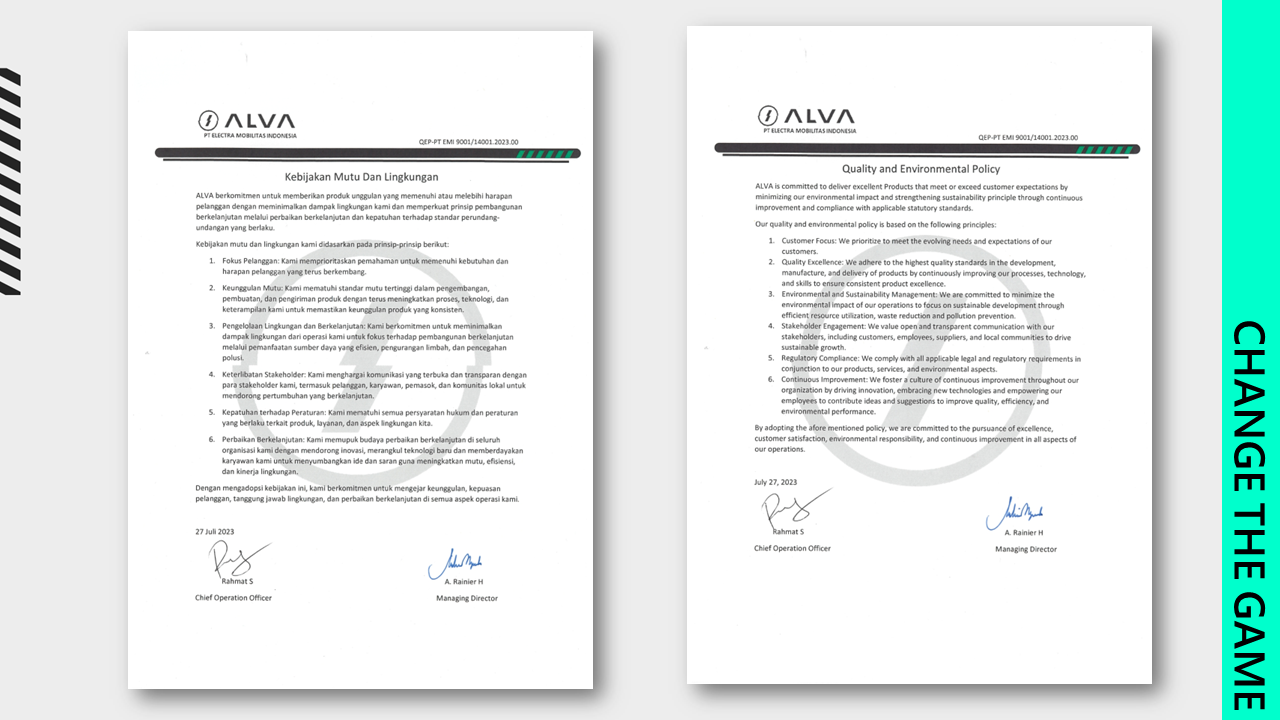 ALVA
PT ELECTRA MOBILITAS INDONESIA
QEP-PT EMI 9001/14001.2023.00
Kebijakan Mutu Dan Lingkungan
ALVA berkomitmen untuk memberikan produk unggulan yang memenuhi atau melebihi harapan
pelanggan dengan meminimalkan dampak lingkungan kami dan memperkuat prinsip pembangunan
berkelanjutan melalui perbaikan berkelanjutan dan kepatuhan terhadap standar perundang-
undangan yang berlaku.
Kebijakan mutu dan lingkungan kami didasarkan pada prinsip-prinsip berikut:
1. Fokus Pelanggan: Kami memprioritaskan pemahaman untuk memenuhi kebutuhan dan
harapan pelanggan yang terus berkembang.
2. Keunggulan Mutu: Kami mematuhi standar mutu tertinggi dalam pengembangan,
pembuatan, dan pengiriman produk dengan terus meningkatkan proses, teknologi, dan
keterampilan kami untuk memastikan keunggulan produk yang konsisten.
3. Pengelolaan Lingkungan dan Berkelanjutan: Kami berkomitmen untuk meminimalkan
dampak lingkungan dari operasi kami untuk fokus terhadap pembangunan berkelanjutan
melalui pemanfaatan sumber daya yang efisien, pengurangan limbah, dan pencegahan
polusi.
4. Keterlibatan Stakeholder: Kami menghargai komunikasi yang terbuka dan transparan dengan
para stakeholder kami, termasuk pelanggan, karyawan, pemasok, dan komunitas lokal untuk
mendorong pertumbuhan yang berkelanjutan.
5. Kepatuhan terhadap Peraturan: Kami mematuhi semua persyaratan hukum dan peraturan
yang berlaku terkait produk, layanan, dan aspek lingkungan kita.
6. Perbaikan Berkelanjutan: Kami memupuk budaya perbaikan berkelanjutan di seluruh
organisasi kami dengan mendorong inovasi, merangkul teknologi baru dan memberdayakan
karyawan kami untuk menyumbangkan ide dan saran guna meningkatkan mutu, efisiensi,
dan kinerja lingkungan.
Dengan mengadopsi kebijakan ini, kami berkomitmen untuk mengejar keunggulan, kepuasan
pelanggan, tanggung jawab lingkungan, dan perbaikan berkelanjutan di semua aspek operasi kami.
27 Juli 2023
Rahmat S
A. Rainier H
Chief Operation Officer
Managing Director
ALVA
PT ELECTRA MOBILITAS INDONESIA
QEP-PT EMI 9001/14001.2023.00
Quality and Environmental Policy
ALVA is committed to deliver excellent Products that meet or exceed customer expectations by
minimizing our environmental impact and strengthening sustainability principle through continuous
improvement and compliance with applicable statutory standards.
Our quality and environmental policy is based on the following principles:
1. Customer Focus: We prioritize to meet the evolving needs and expectations of our
customers.
2. Quality Excellence: We adhere to the highest quality standards in the development,
manufacture, and delivery of products by continuously improving our processes, technology,
and skills to ensure consistent product excellence.
3. Environmental and Sustainability Management: We are committed to minimize the
environmental impact of our operations to focus on sustainable development through
efficient resource utilization, waste reduction and pollution prevention.
4. Stakeholder Engagement: We value open and transparent communication with our
stakeholders, including customers, employees, suppliers, and local communities to drive
sustainable growth.
5. Regulatory Compliance: We comply with all applicable legal and regulatory requirements in
conjunction to our products, services, and environmental aspects.
6. Continuous Improvement: We foster a culture of continuous improvement throughout our
organization by driving innovation, embracing new technologies and empowering our
employees to contribute ideas and suggestions to improve quality, efficiency, and
environmental performance.
By adopting the afore mentioned policy, we are committed to the pursuance of excellence,
customer satisfaction, environmental responsibility, and continuous improvement in all aspects of
our operations.
July 27, 2023
Rahmat S
A. Rainier H
Chief Operation Officer
Managing Director
CHANGE THE GAME